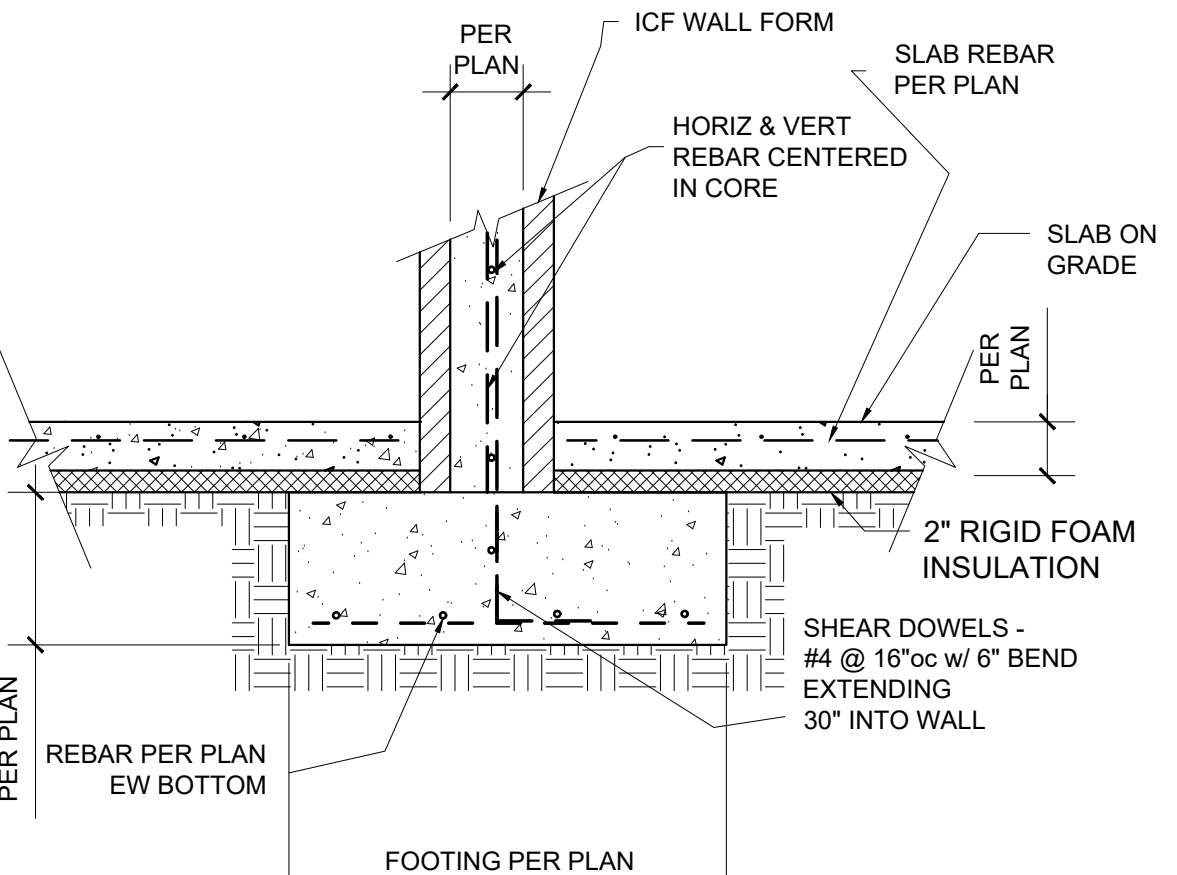 PER
PLAN
ICF WALL FORM
SLAB REBAR
PER PLAN
HORIZ & VERT
REBAR CENTERED
IN CORE
SLAB ON
GRADE
PER
PLAN
2" RIGID FOAM
INSULATION
SHEAR DOWELS -
#4 @ 16"oc w/ 6" BEND
EXTENDING
30" INTO WALL
PER PLAN
REBAR PER PLAN
EW BOTTOM
FOOTING PER PLAN